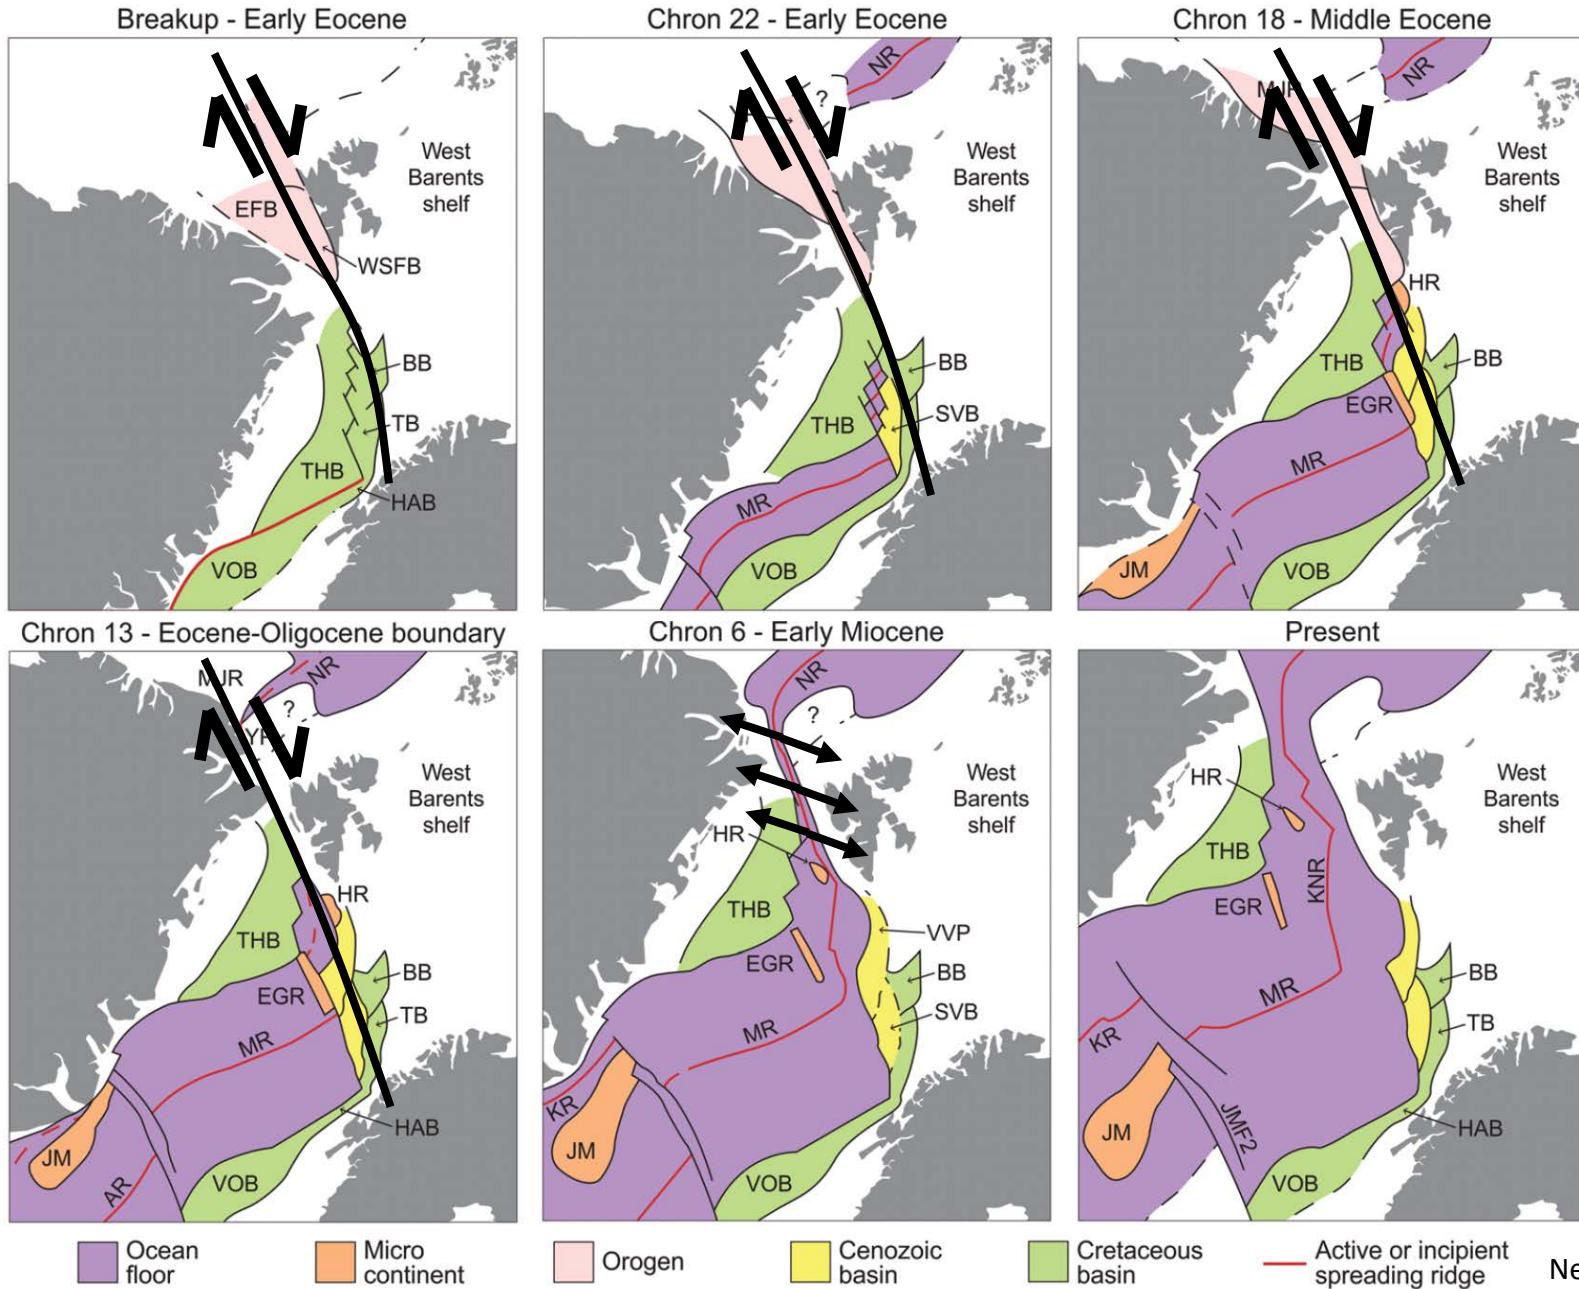 Breakup - Early Eocene
EFB
WSFB
West
Barents
shelf
BB
TB
THB
HAB
VOB
Chron 22 - Early Eocene
NR
?
West
Barents
shelf
BB
SVB
THB
MR
VOB
Chron 18 - Middle Eocene
NR
MJR
West
Barents
shelf
HR
THB
BB
EGR
MR
JM
VOB
Chron 13 - Eocene-Oligocene boundary
MJR
NR
?
West
Barents
shelf
HR
THB
BB
EGR
TB
MR
HAB
JM
AR
VOB
Chron 6 - Early Miocene
NR
?
West
Barents
shelf
HR
THB
VVP
EGR
BB
SVB
MR
KR
JM
VOB
Present
West
Barents
shelf
HR
THB
KNR
EGR
BB
MR
TB
KR
JM
JMF2
HAB
VOB
Ocean
floor
Micro
continent
Orogen
Cenozoic
basin
Cretaceous
basin
Active or incipient
spreading ridge
Ne